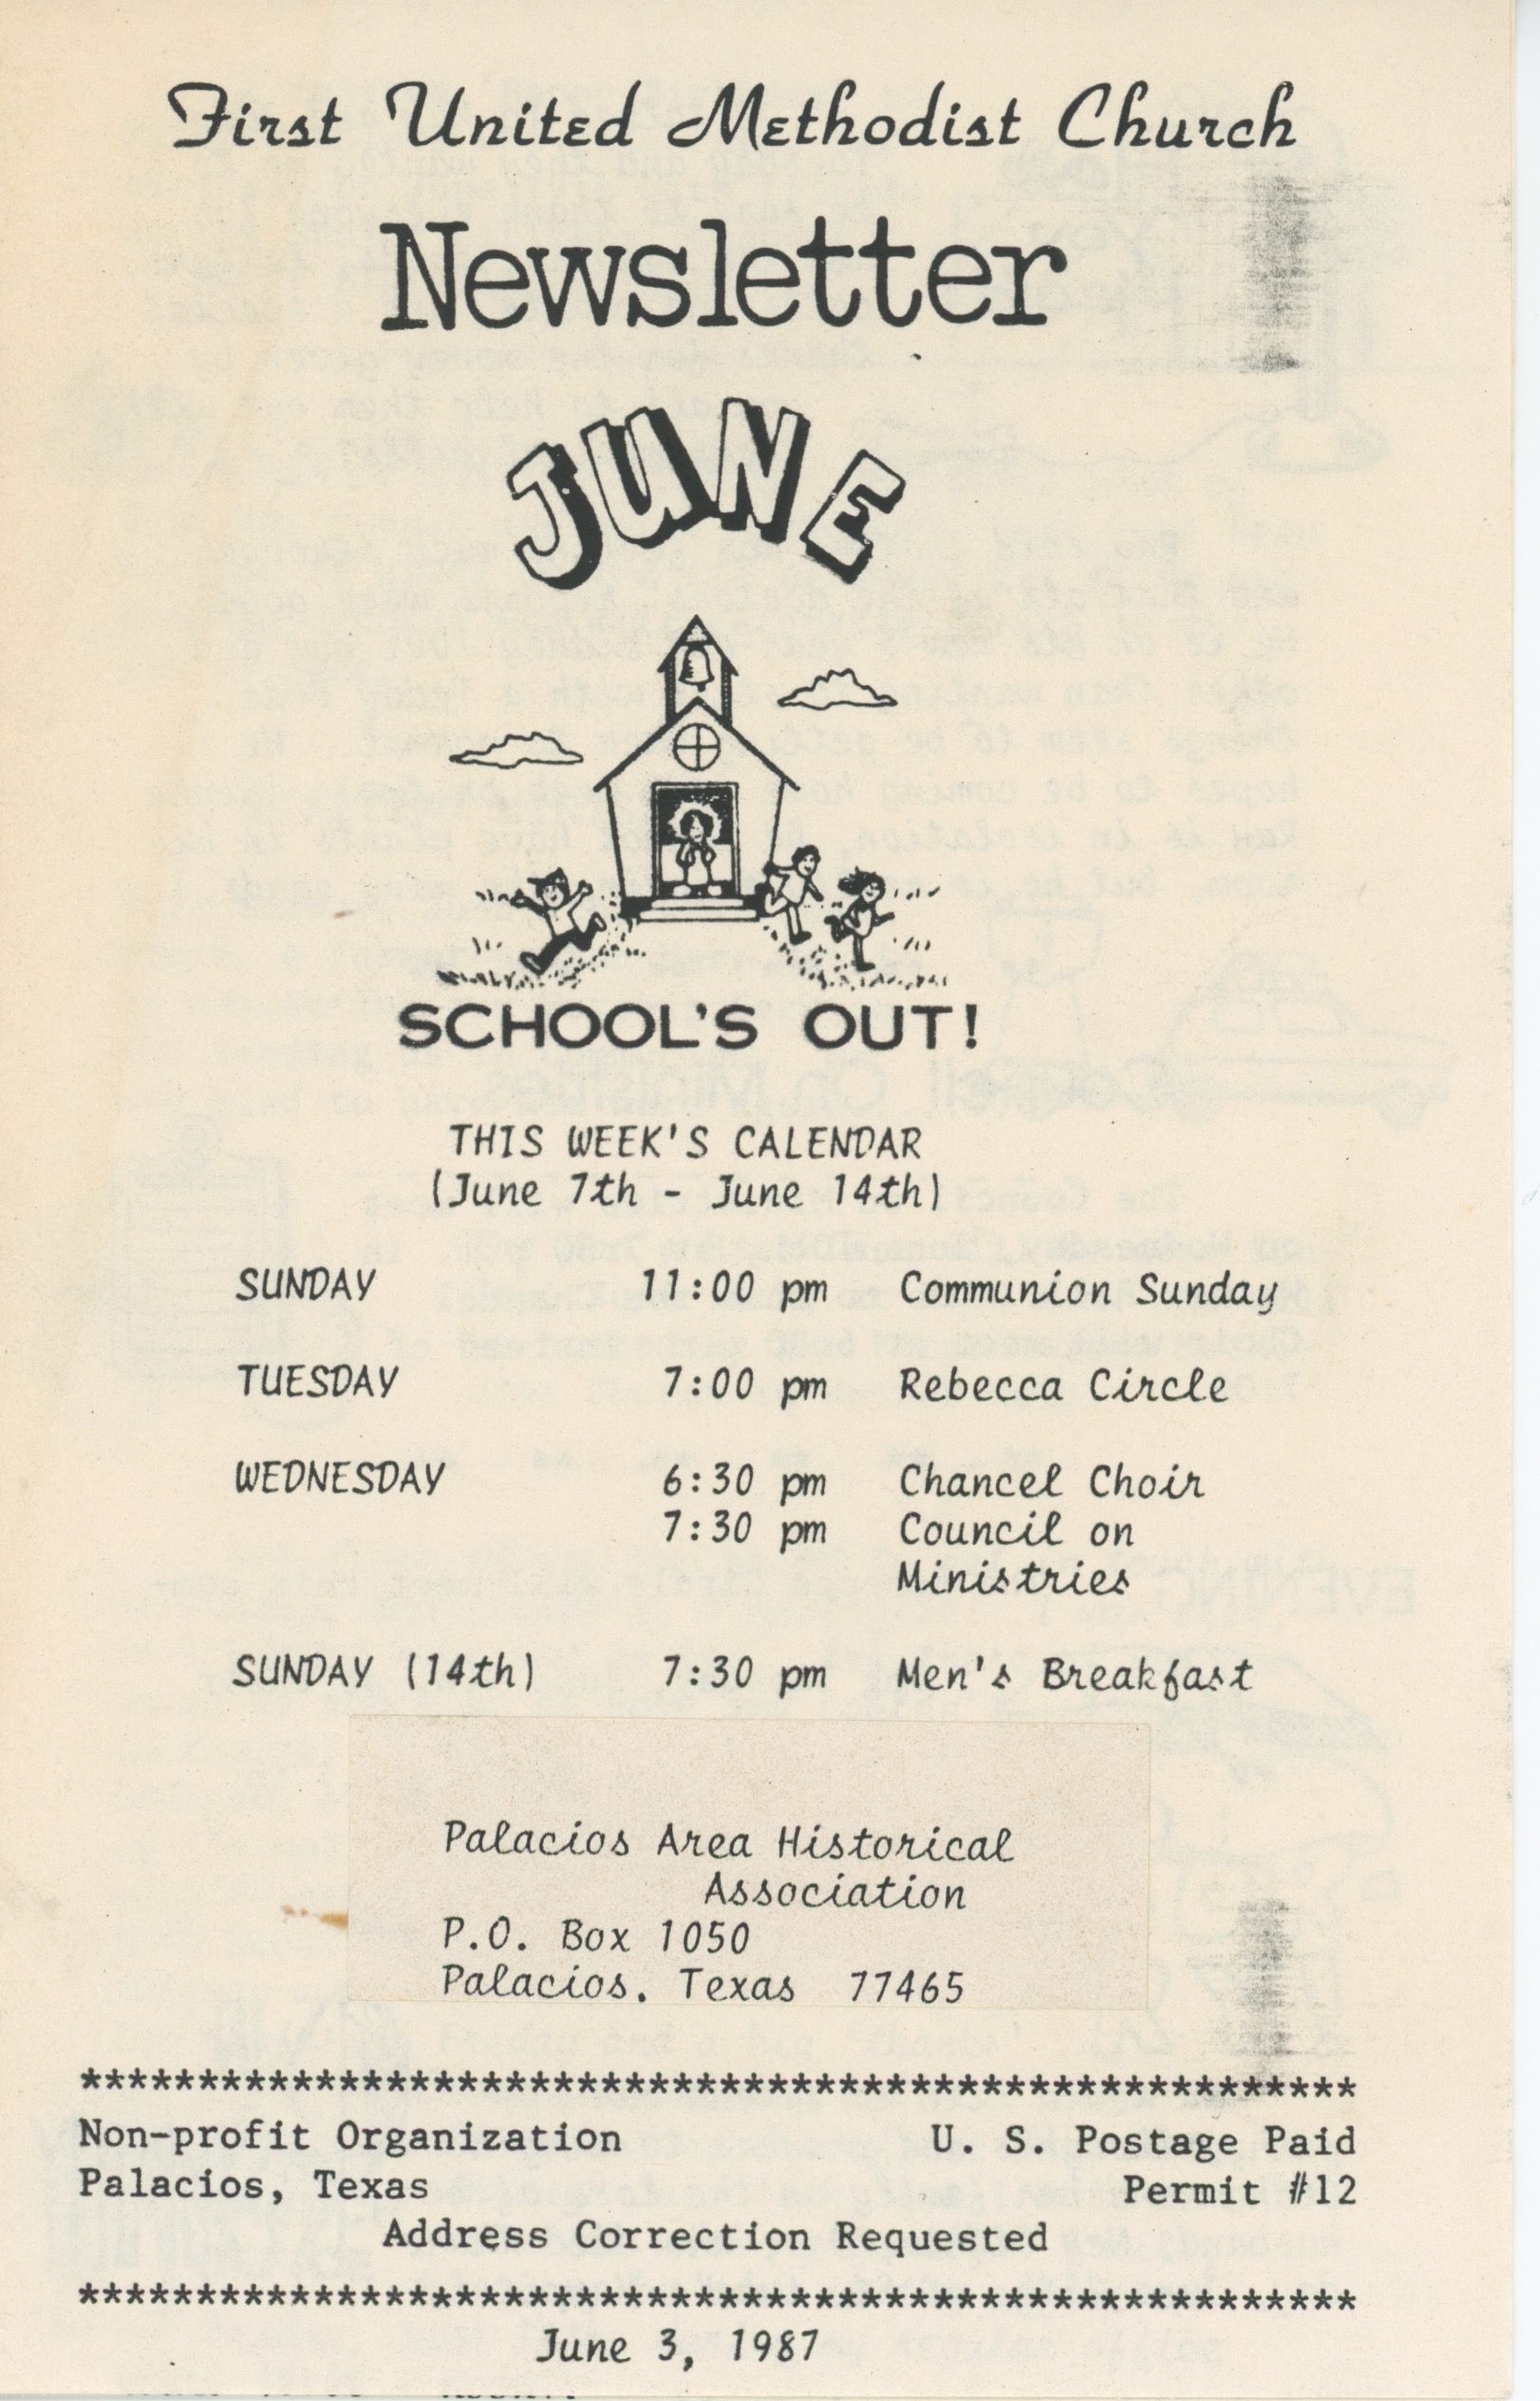 First United Methodist Church
Newsletter
JUNE
SCHOOL'S OUT!
THIS WEEK'S CALENDAR
(June 7th - June 14th)
SUNDAY 11:00 pm Communion Sunday
TUESDAY 7:00 pm Rebecca Circle
WEDNESDAY 6:30 pm Chancel Choir
7:30 pm Council on
Ministries
SUNDAY (14th) 7:30 pm Men's Breakfast
Palacios Area Historical
Association
P.O. Box 1050
Palacios. Texas 77465
******************************************************
Non-profit Organization U. S. Postage Paid
Palacios, Texas Permit #12
Address Correction Requested
******************************************************
June 3, 1987